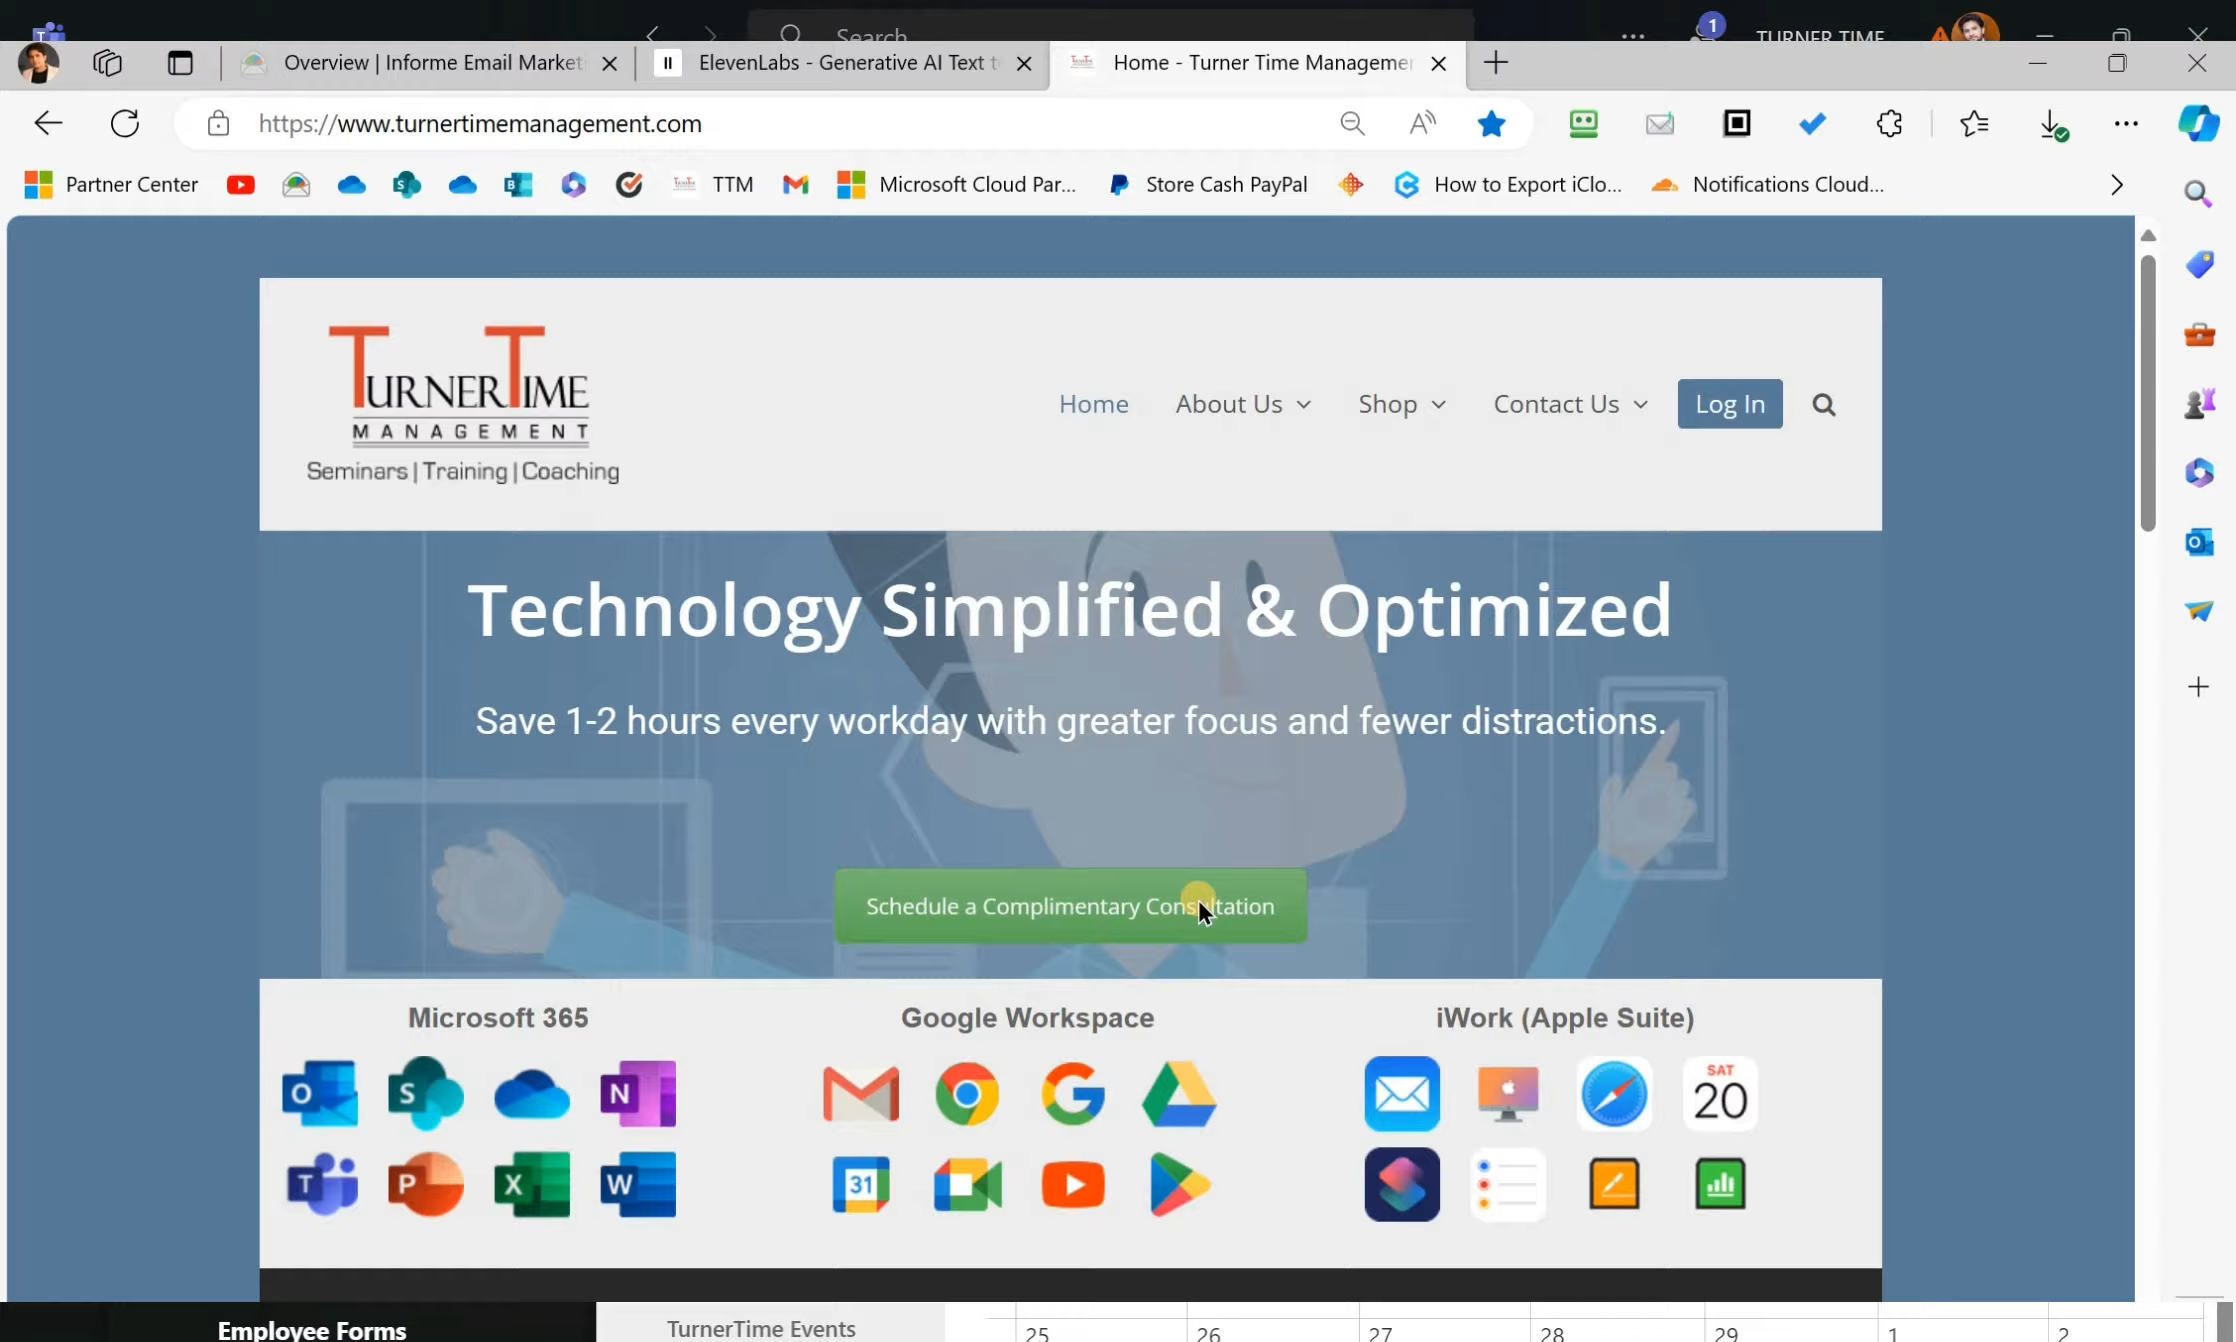 Search
1
TURNER TIME
Overview | Informe Email Market
ElevenLabs - Generative AI Text t
Home - Turner Time Managemen
https://www.turnertimemanagement.com
Partner Center
TTM
Microsoft Cloud Par...
Store Cash PayPal
How to Export iClo...
Notifications Cloud...
TURNERTIME
MANAGEMENT
Seminars | Training | Coaching
Home
About Us
Shop
Contact Us
Log In
Technology Simplified & Optimized
Save 1-2 hours every workday with greater focus and fewer distractions.
Schedule a Complimentary Consultation
Microsoft 365
Google Workspace
iWork (Apple Suite)
O
S
N
SAT
20
T
P
X
W
31
Employee Forms
TurnerTime Events
25
26
27
28
29
1
2